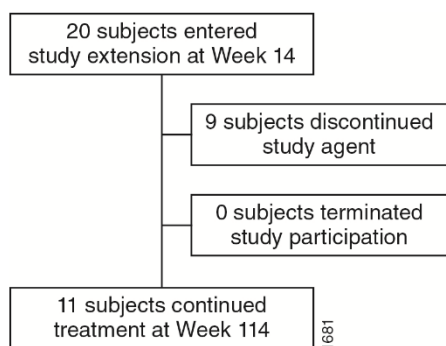 20 subjects entered
study extension at Week 14
9 subjects discontinued
study agent
0 subjects terminated
study participation
11 subjects continued
treatment at Week 114
1681